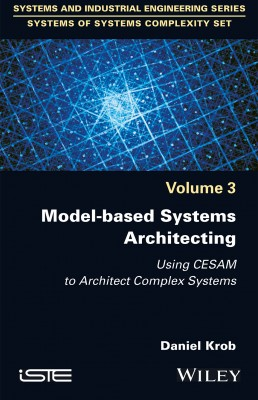 SYSTEMS AND INDUSTRIAL ENGINEERING SERIES
SYSTEMS OF SYSTEMS COMPLEXITY SET
Volume 3
Model-based Systems
Architecting
Using CESAM
to Architect Complex Systems
Daniel Krob
iSTE
WILEY